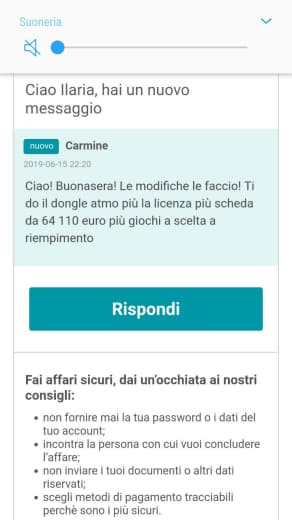 Suoneria
Ciao Ilaria, hai un nuovo
messaggio
nuovo Carmine
2019-06-15 22:20
Ciao! Buonasera! Le modifiche le faccio! Ti
do il dongle atmo più la licenza più scheda
da 64 110 euro più giochi a scelta a
riempimento
Rispondi
Fai affari sicuri, dai un'occhiata ai nostri
consigli:
• non fornire mai la tua password o i dati del
tuo account;
• incontra la persona con cui vuoi concludere
l'affare;
• non inviare i tuoi documenti o altri dati
riservati;
• scegli metodi di pagamento tracciabili
perchè sono i più sicuri.